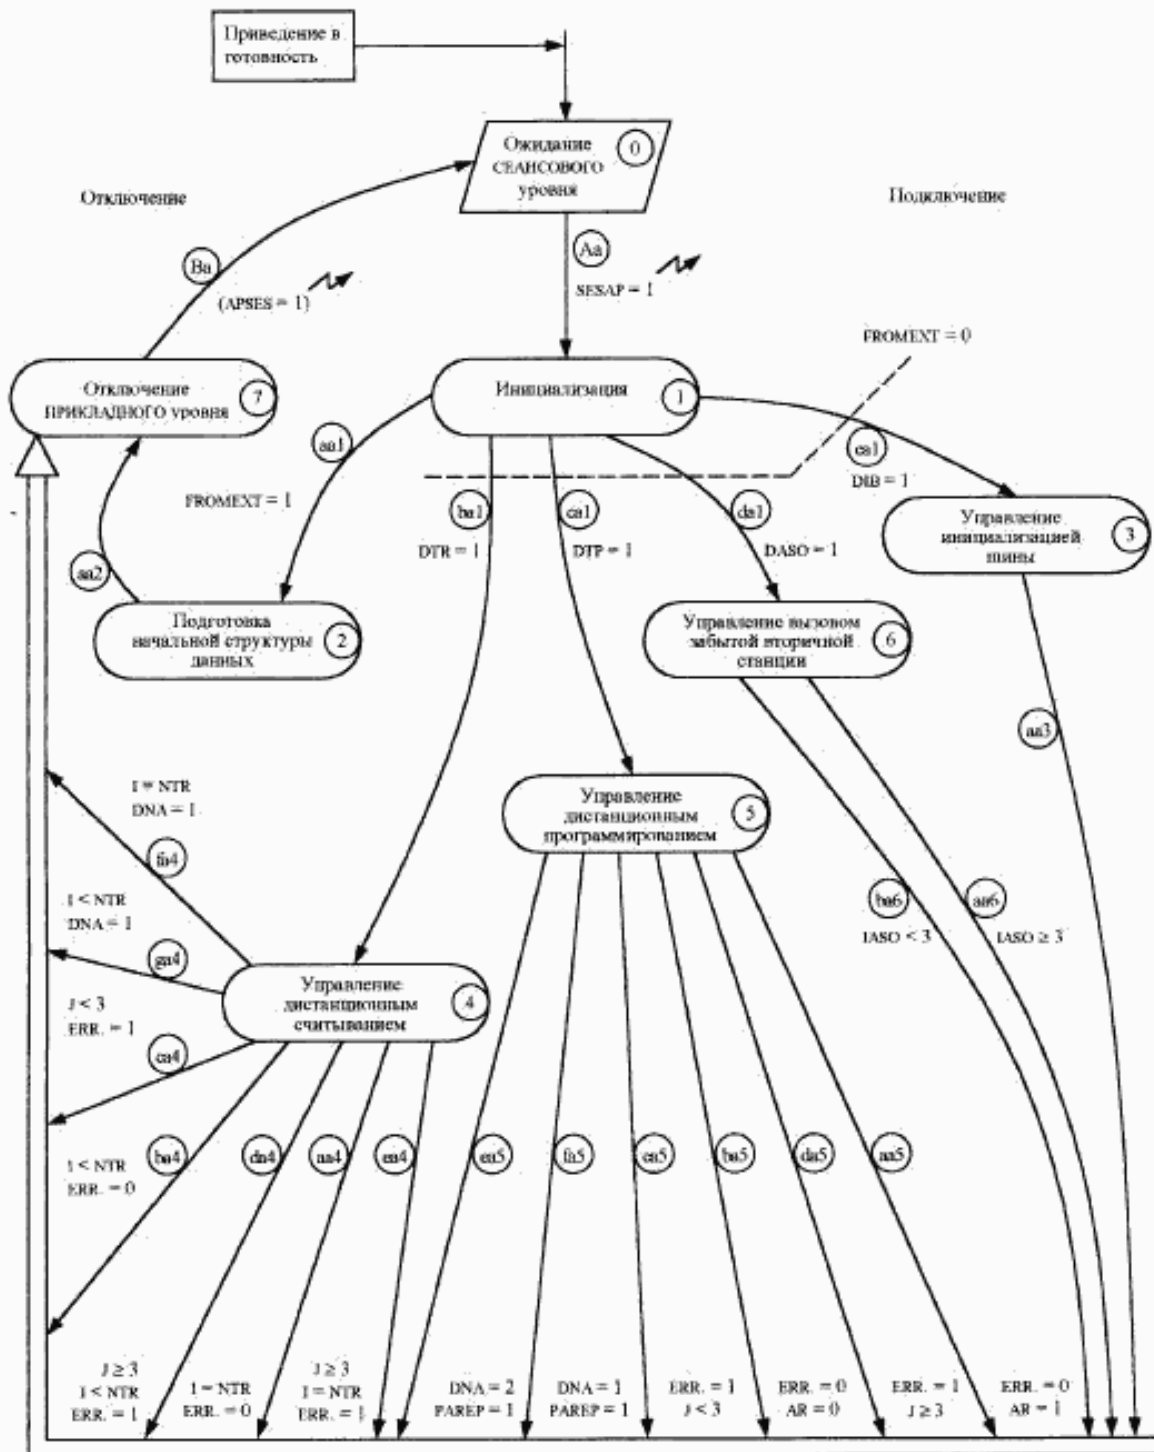 Приведение в
готовность
Ожидание
СЕАНСОВОГО
уровня
0
Отключение
Подключение
Ba
(APSES = 1)
Aa
SESAP = 1
FROMEXT = 0
Отключение
ПРИКЛАДНОГО уровня
7
Инициализация
1
aa1
FROMEXT = 1
ba1
DTR = 1
ca1
DTP = 1
da1
DASO = 1
DIB = 1
Управление
инициализацией
шины
3
aa2
Подготовка
начальной структуры
данных
2
Управление вызовом
забытой вторичной
станции
6
aa3
I = NTR
DNA = 1
fa4
Управление
дистанционным
программированием
5
I < NTR
DNA = 1
ga4
ba6
IASO < 3
aa6
IASO ≥ 3
J < 3
ERR. = 1
ca4
Управление
дистанционным
считыванием
4
I < NTR
ERR. = 0
ba4
da4
aa4
ea4
ea5
fa5
ca5
ba5
da5
aa5
J ≥ 3
I < NTR
ERR. = 1
I = NTR
ERR. = 0
J ≥ 3
I = NTR
ERR. = 1
DNA = 2
PAREP = 1
DNA = 1
PAREP = 1
ERR. = 1
J < 3
ERR. = 0
AR = 0
ERR. = 1
J ≥ 3
ERR. = 0
AR = 1